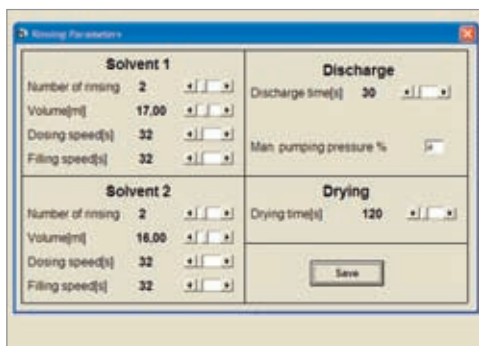 Rinsing Parameters
Solvent 1
Number of rinsing 2
Volume[ml] 17,00
Dosing speed[s] 32
Filling speed[s] 32
Solvent 2
Number of rinsing 2
Volume[ml] 16,00
Dosing speed[s] 32
Filling speed[s] 32
Discharge
Discharge time[s] 30
Man. pumping pressure %
Drying
Drying time[s] 120
Save